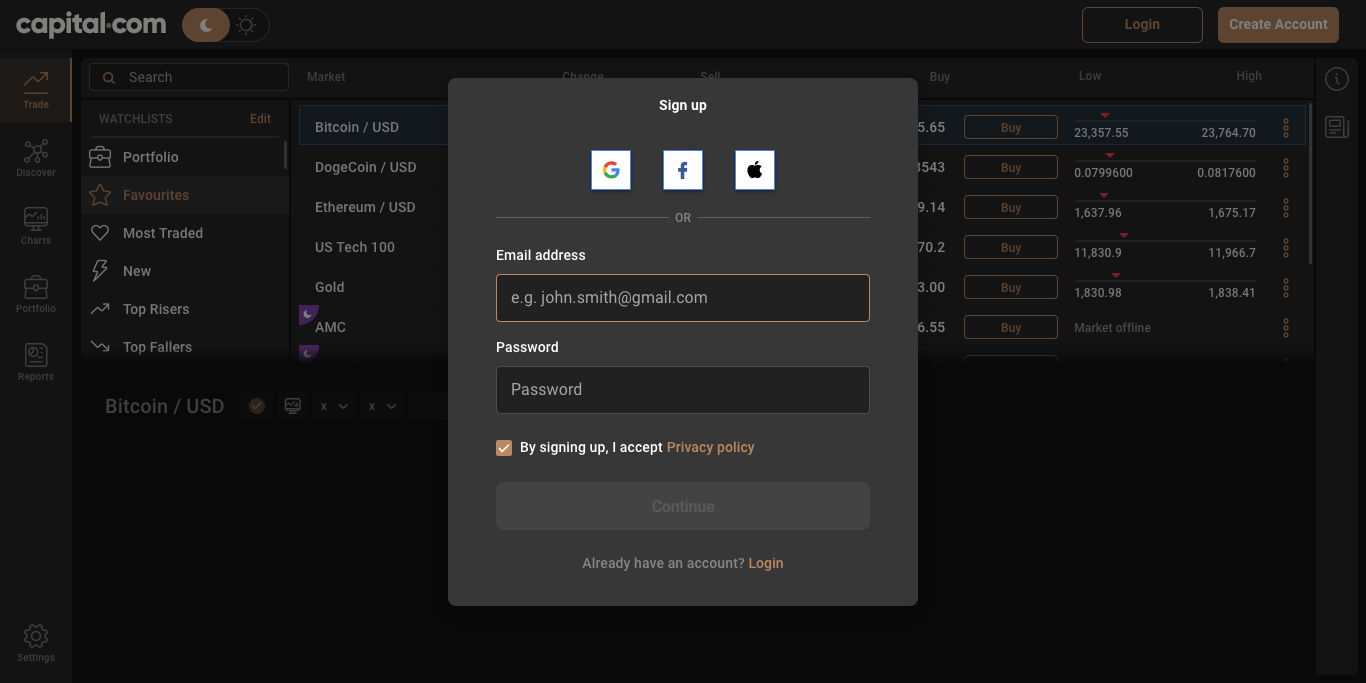 capital.com
Login
Create Account
Trade
Discover
Charts
Portfolio
Reports
Settings
Search
WATCHLISTS Edit
Portfolio
Favourites
Most Traded
New
Top Risers
Top Fallers
Market Change Sell Buy Low High
Bitcoin / USD 5.65 Buy 23,357.55 23,764.70
DogeCoin / USD 3543 Buy 0.0799600 0.0817600
Ethereum / USD 9.14 Buy 1,637.96 1,675.17
US Tech 100 70.2 Buy 11,830.9 11,966.7
Gold 3.00 Buy 1,830.98 1,838.41
AMC 6.55 Buy Market offline
Bitcoin / USD x x
Sign up
OR
Email address
e.g. john.smith@gmail.com
Password
Password
By signing up, I accept Privacy policy
Continue
Already have an account? Login